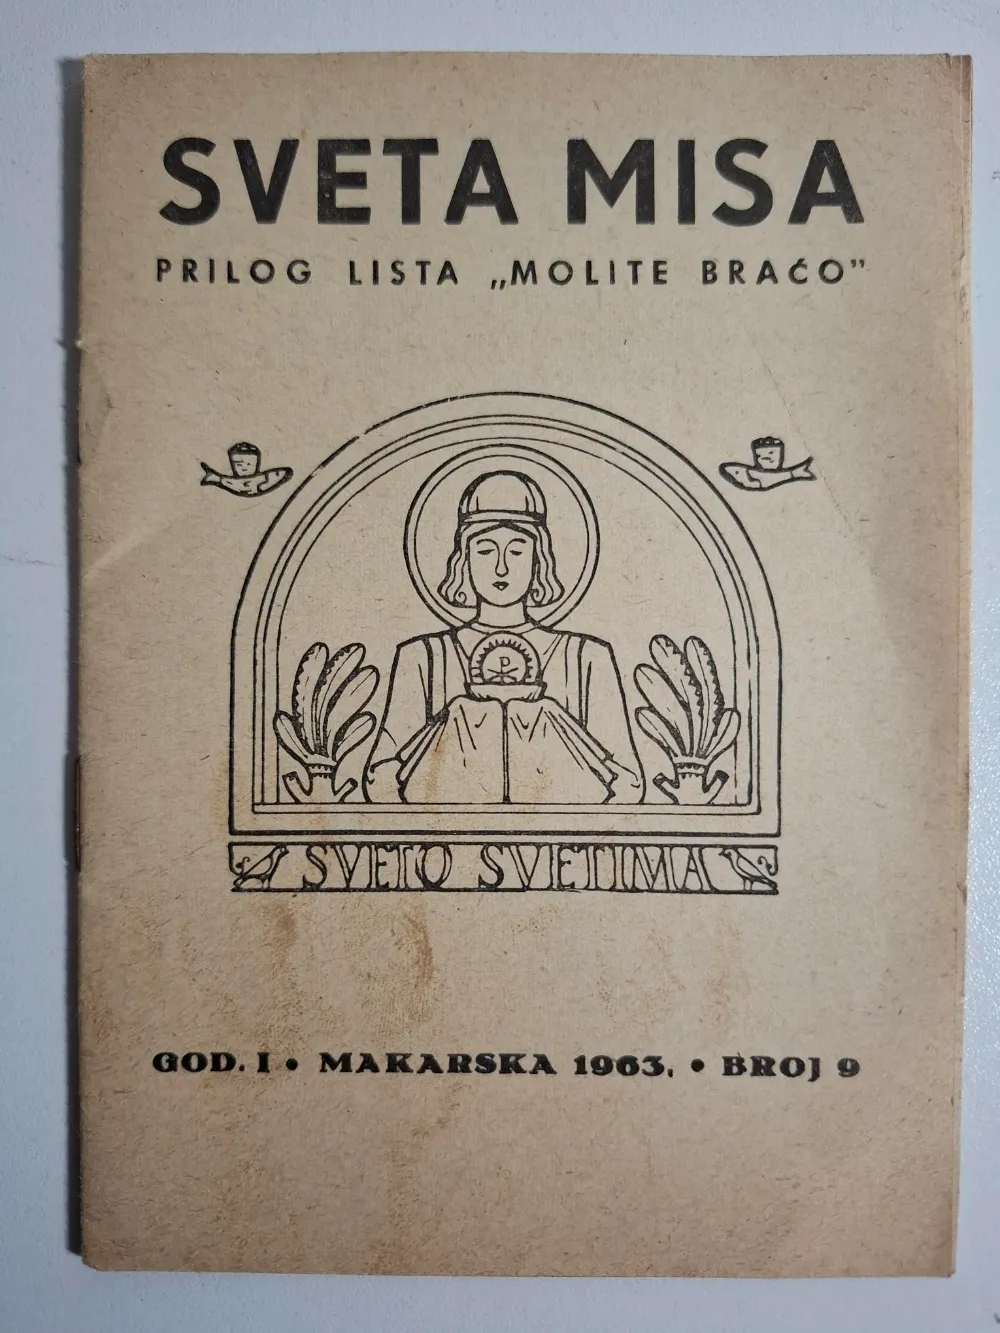 SVETA MISA
PRILOG LISTA „MOLITE BRAĆO”
SVETO SVETIMA
GOD. I • MAKARSKA 1963. • BROJ 9